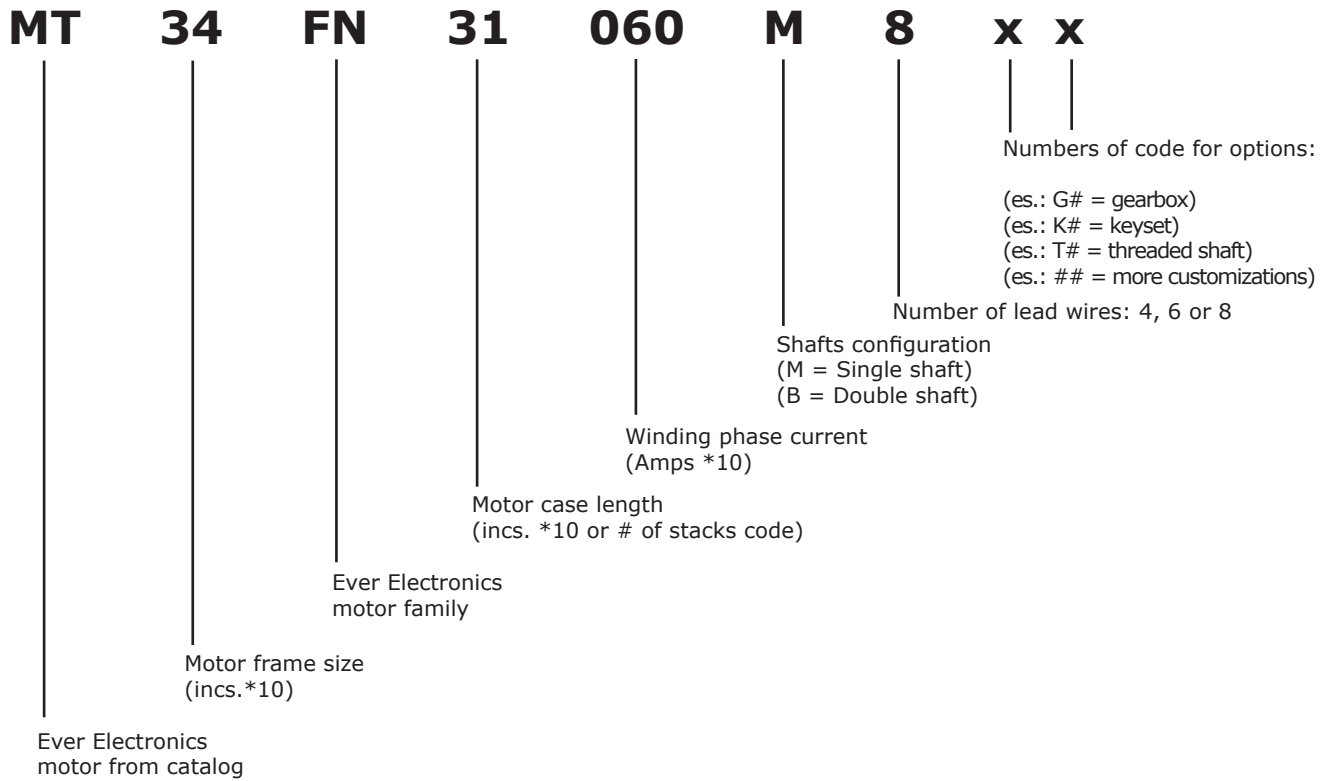 MT 34 FN 31 060 M 8 x x
Numbers of code for options:
(es.: G# = gearbox)
(es.: K# = keyset)
(es.: T# = threaded shaft)
(es.: ## = more customizations)
Number of lead wires: 4, 6 or 8
Shafts configuration
(M = Single shaft)
(B = Double shaft)
Winding phase current
(Amps *10)
Motor case length
(incs. *10 or # of stacks code)
Ever Electronics
motor family
Motor frame size
(incs.*10)
Ever Electronics
motor from catalog